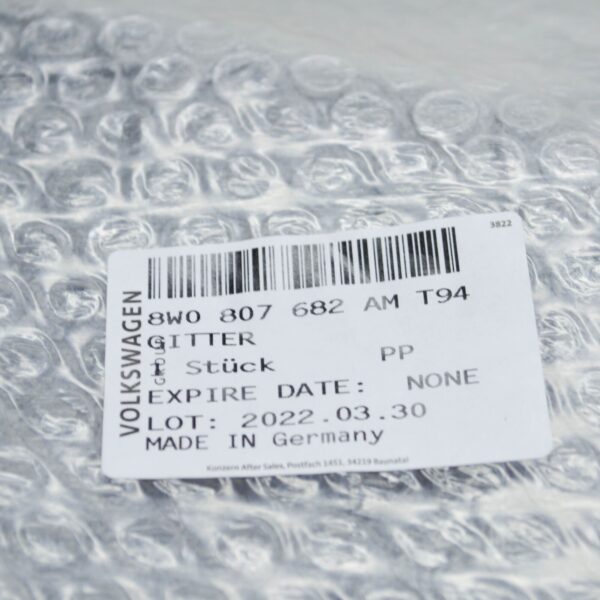 3822
VOLKSWAGEN
GROUP
8W0 807 682 AM T94
GITTER
1 Stück PP
EXPIRE DATE: NONE
LOT: 2022.03.30
MADE IN Germany
Konzern After Sales, Postfach 1451, 34219 Baunatal